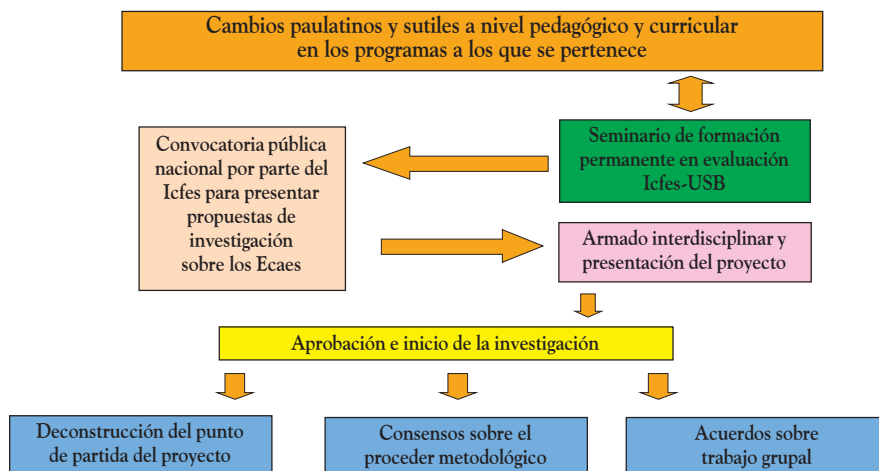 Cambios paulatinos y sutiles a nivel pedagógico y curricular
en los programas a los que se pertenece
Seminario de formación
permanente en evaluación
Icfes-USB
Convocatoria pública
nacional por parte del
Icfes para presentar
propuestas de
investigación
sobre los Ecaes
Armado interdisciplinar y
presentación del proyecto
Aprobación e inicio de la investigación
Deconstrucción del punto
de partida del proyecto
Consensos sobre el
proceder metodológico
Acuerdos sobre
trabajo grupal